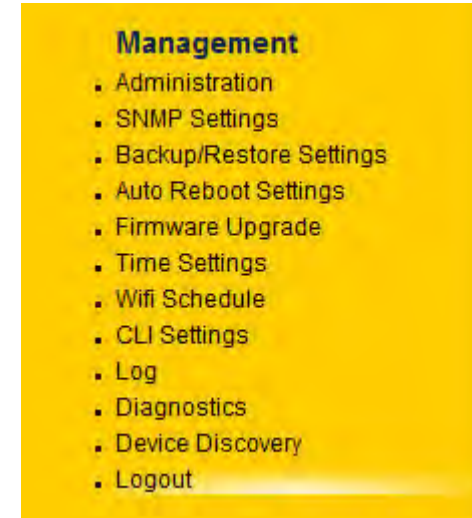 Management
Administration
SNMP Settings
Backup/Restore Settings
Auto Reboot Settings
Firmware Upgrade
Time Settings
Wifi Schedule
CLI Settings
Log
Diagnostics
Device Discovery
Logout